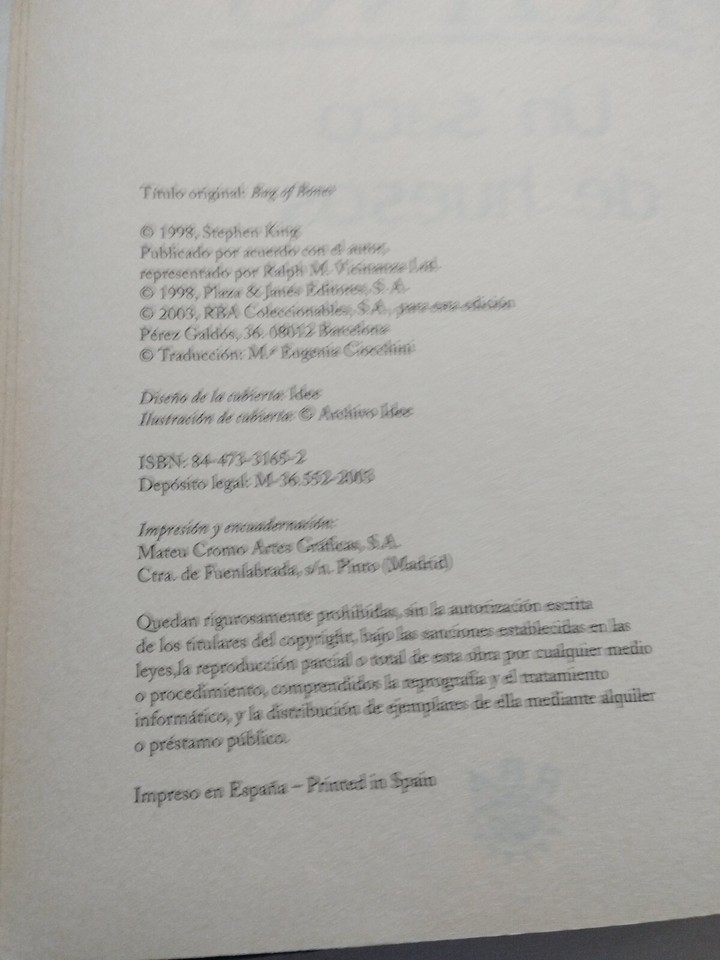 Título original: Bag of Bones
© 1998, Stephen King
Publicado por acuerdo con el autor,
representado por Ralph M. Vicinanza Ltd.
© 1998, Plaza & Janés Editores, S.A.
© 2003, RBA Coleccionables, S.A., para esta edición
Pérez Galdós, 36. 08012 Barcelona
© Traducción: M.ª Eugenia Ciocchini
Diseño de la cubierta: Idee
Ilustración de cubierta: © Archivo Idee
ISBN: 84-473-3165-2
Depósito legal: M-36.552-2003
Impresión y encuadernación:
Mateu Cromo Artes Gráficas, S.A.
Ctra. de Fuenlabrada, s/n. Pinto (Madrid)
Quedan rigurosamente prohibidas, sin la autorización escrita
de los titulares del copyright, bajo las sanciones establecidas en las
leyes,la reproducción parcial o total de esta obra por cualquier medio
o procedimiento, comprendidos la reprografía y el tratamiento
informático, y la distribución de ejemplares de ella mediante alquiler
o préstamo público.
Impreso en España – Printed in Spain
Un saco
de huesos